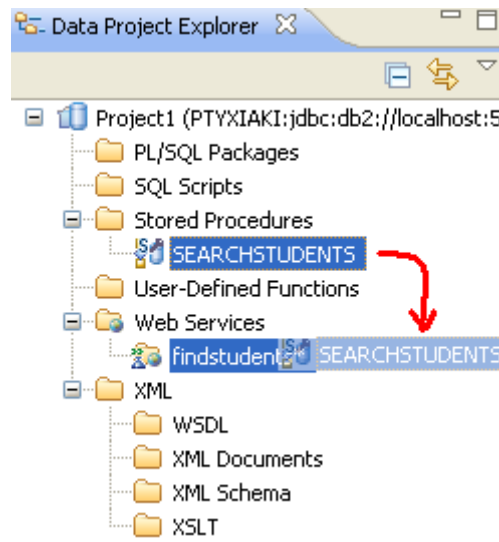 Data Project Explorer
Project1 (PTYXIAKI:jdbc:db2://localhost:5
PL/SQL Packages
SQL Scripts
Stored Procedures
SEARCHSTUDENTS
User-Defined Functions
Web Services
findstudent SEARCHSTUDENTS
XML
WSDL
XML Documents
XML Schema
XSLT